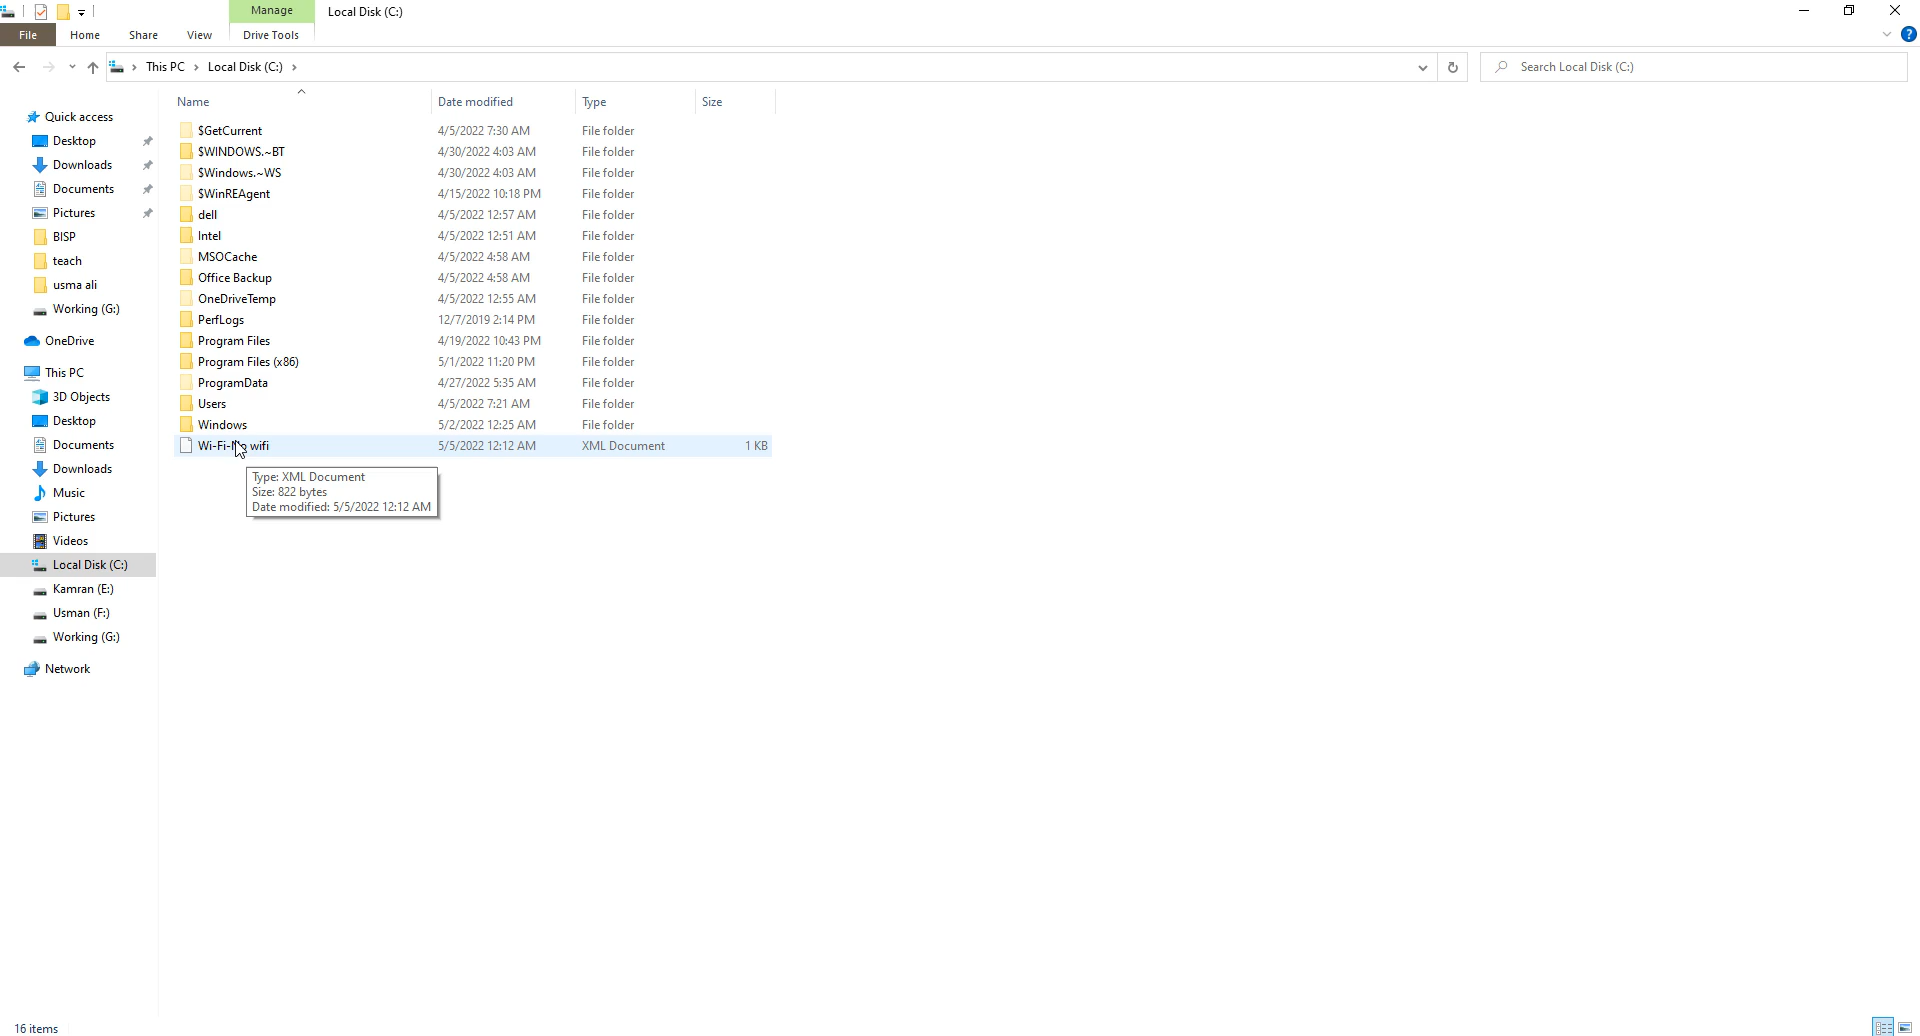 Manage
Local Disk (C:)
File
Home
Share
View
Drive Tools
?
This PC
Local Disk (C:)
Search Local Disk (C:)
Name
Date modified
Type
Size
Quick access
Desktop
Downloads
Documents
Pictures
BISP
teach
usma ali
Working (G:)
OneDrive
This PC
3D Objects
Desktop
Documents
Downloads
Music
Pictures
Videos
Local Disk (C:)
Kamran (E:)
Usman (F:)
Working (G:)
Network
$GetCurrent 4/5/2022 7:30 AM File folder
$WINDOWS.~BT 4/30/2022 4:03 AM File folder
$Windows.~WS 4/30/2022 4:03 AM File folder
$WinREAgent 4/15/2022 10:18 PM File folder
dell 4/5/2022 12:57 AM File folder
Intel 4/5/2022 12:51 AM File folder
MSOCache 4/5/2022 4:58 AM File folder
Office Backup 4/5/2022 4:58 AM File folder
OneDriveTemp 4/5/2022 12:55 AM File folder
PerfLogs 12/7/2019 2:14 PM File folder
Program Files 4/19/2022 10:43 PM File folder
Program Files (x86) 5/1/2022 11:20 PM File folder
ProgramData 4/27/2022 5:35 AM File folder
Users 4/5/2022 7:21 AM File folder
Windows 5/2/2022 12:25 AM File folder
wifi 5/5/2022 12:12 AM XML Document 1 KB
Type: XML Document
Size: 822 bytes
Date modified: 5/5/2022 12:12 AM
16 items